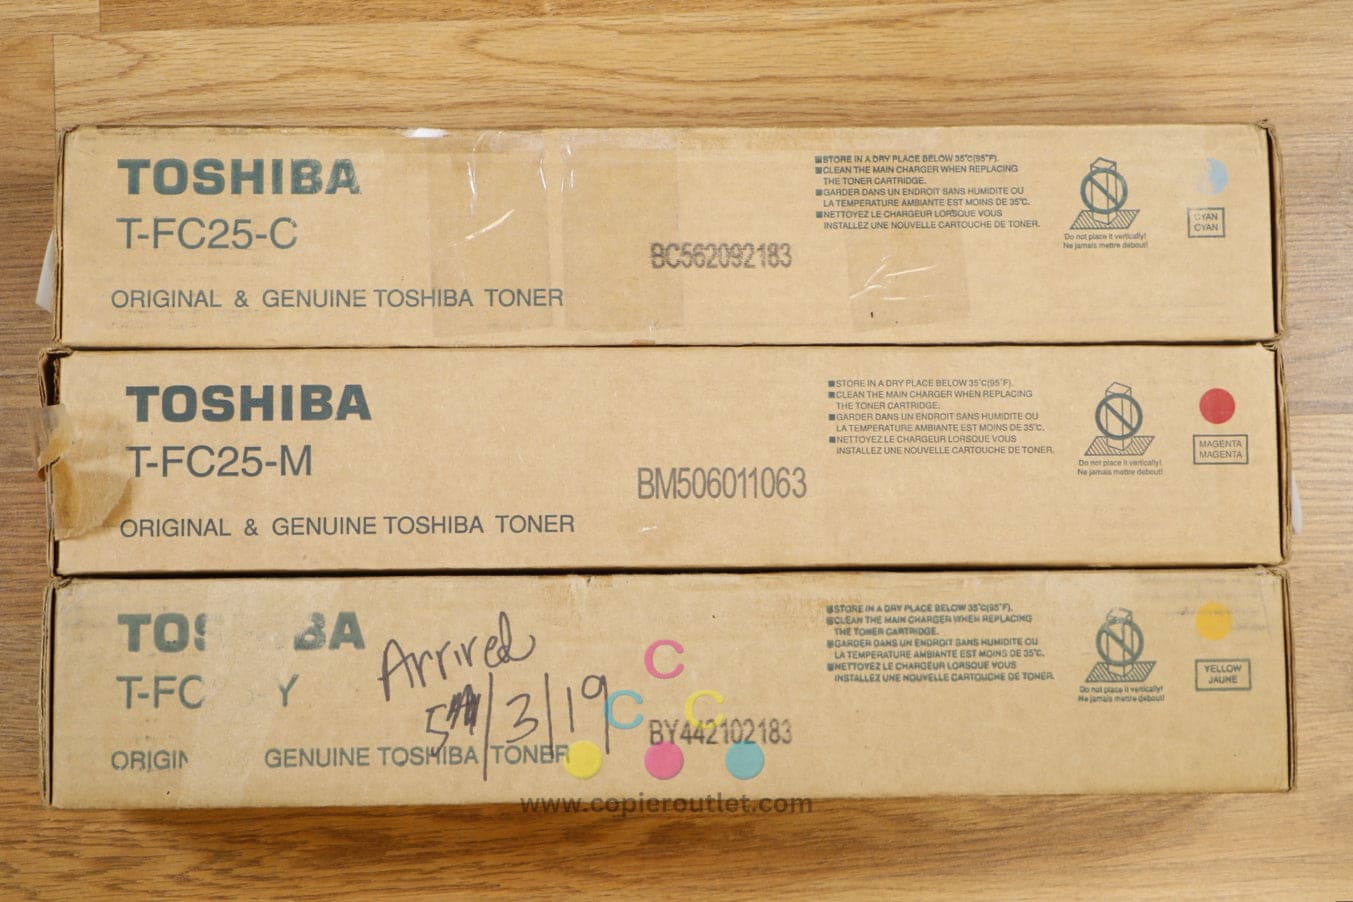 TOSHIBA
T-FC25-C
ORIGINAL & GENUINE TOSHIBA TONER
BC562092183
■STORE IN A DRY PLACE BELOW 35°C(95°F).
■CLEAN THE MAIN CHARGER WHEN REPLACING
THE TONER CARTRIDGE.
■GARDER DANS UN ENDROIT SANS HUMIDITE OU
LA TEMPERATURE AMBIANTE EST MOINS DE 35°C.
■NETTOYEZ LE CHARGEUR LORSQUE VOUS
INSTALLEZ UNE NOUVELLE CARTOUCHE DE TONER.
Do not place it vertically!
Ne jamais mettre debout!
CYAN
CYAN
TOSHIBA
T-FC25-M
ORIGINAL & GENUINE TOSHIBA TONER
BM506011063
■STORE IN A DRY PLACE BELOW 35°C(95°F).
■CLEAN THE MAIN CHARGER WHEN REPLACING
THE TONER CARTRIDGE.
■GARDER DANS UN ENDROIT SANS HUMIDITE OU
LA TEMPERATURE AMBIANTE EST MOINS DE 35°C.
■NETTOYEZ LE CHARGEUR LORSQUE VOUS
INSTALLEZ UNE NOUVELLE CARTOUCHE DE TONER.
Do not place it vertically!
Ne jamais mettre debout!
MAGENTA
MAGENTA
TOS BA
T-FC Y
ORIGIN GENUINE TOSHIBA TONER
Arrived
5/3/19
C
C C
BY442102183
■STORE IN A DRY PLACE BELOW 35°C(95°F).
■CLEAN THE MAIN CHARGER WHEN REPLACING
THE TONER CARTRIDGE.
■GARDER DANS UN ENDROIT SANS HUMIDITE OU
LA TEMPERATURE AMBIANTE EST MOINS DE 35°C.
■NETTOYEZ LE CHARGEUR LORSQUE VOUS
INSTALLEZ UNE NOUVELLE CARTOUCHE DE TONER.
Do not place it vertically!
Ne jamais mettre debout!
YELLOW
JAUNE
www.copieroutlet.com